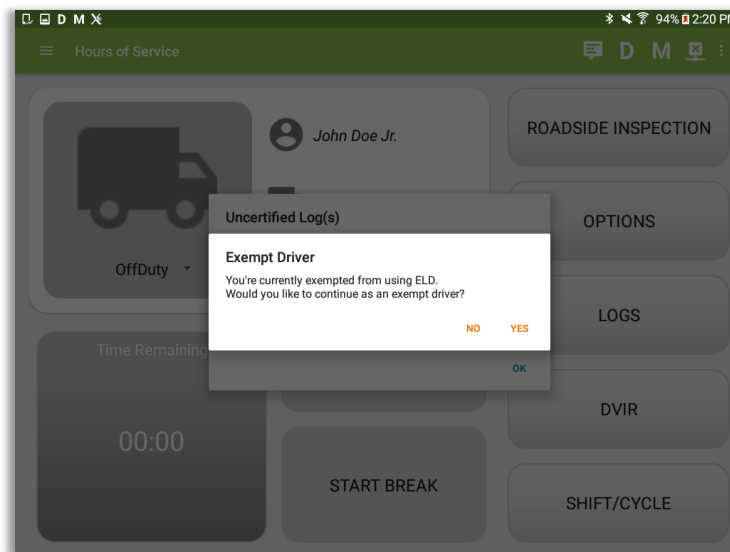 D M
94% 2:20 PM
Hours of Service
D M
John Doe Jr.
OffDuty
Uncertified Log(s)
Exempt Driver
You're currently exempted from using ELD.
Would you like to continue as an exempt driver?
NO YES
OK
Time Remaining
00:00
START BREAK
ROADSIDE INSPECTION
OPTIONS
LOGS
DVIR
SHIFT/CYCLE